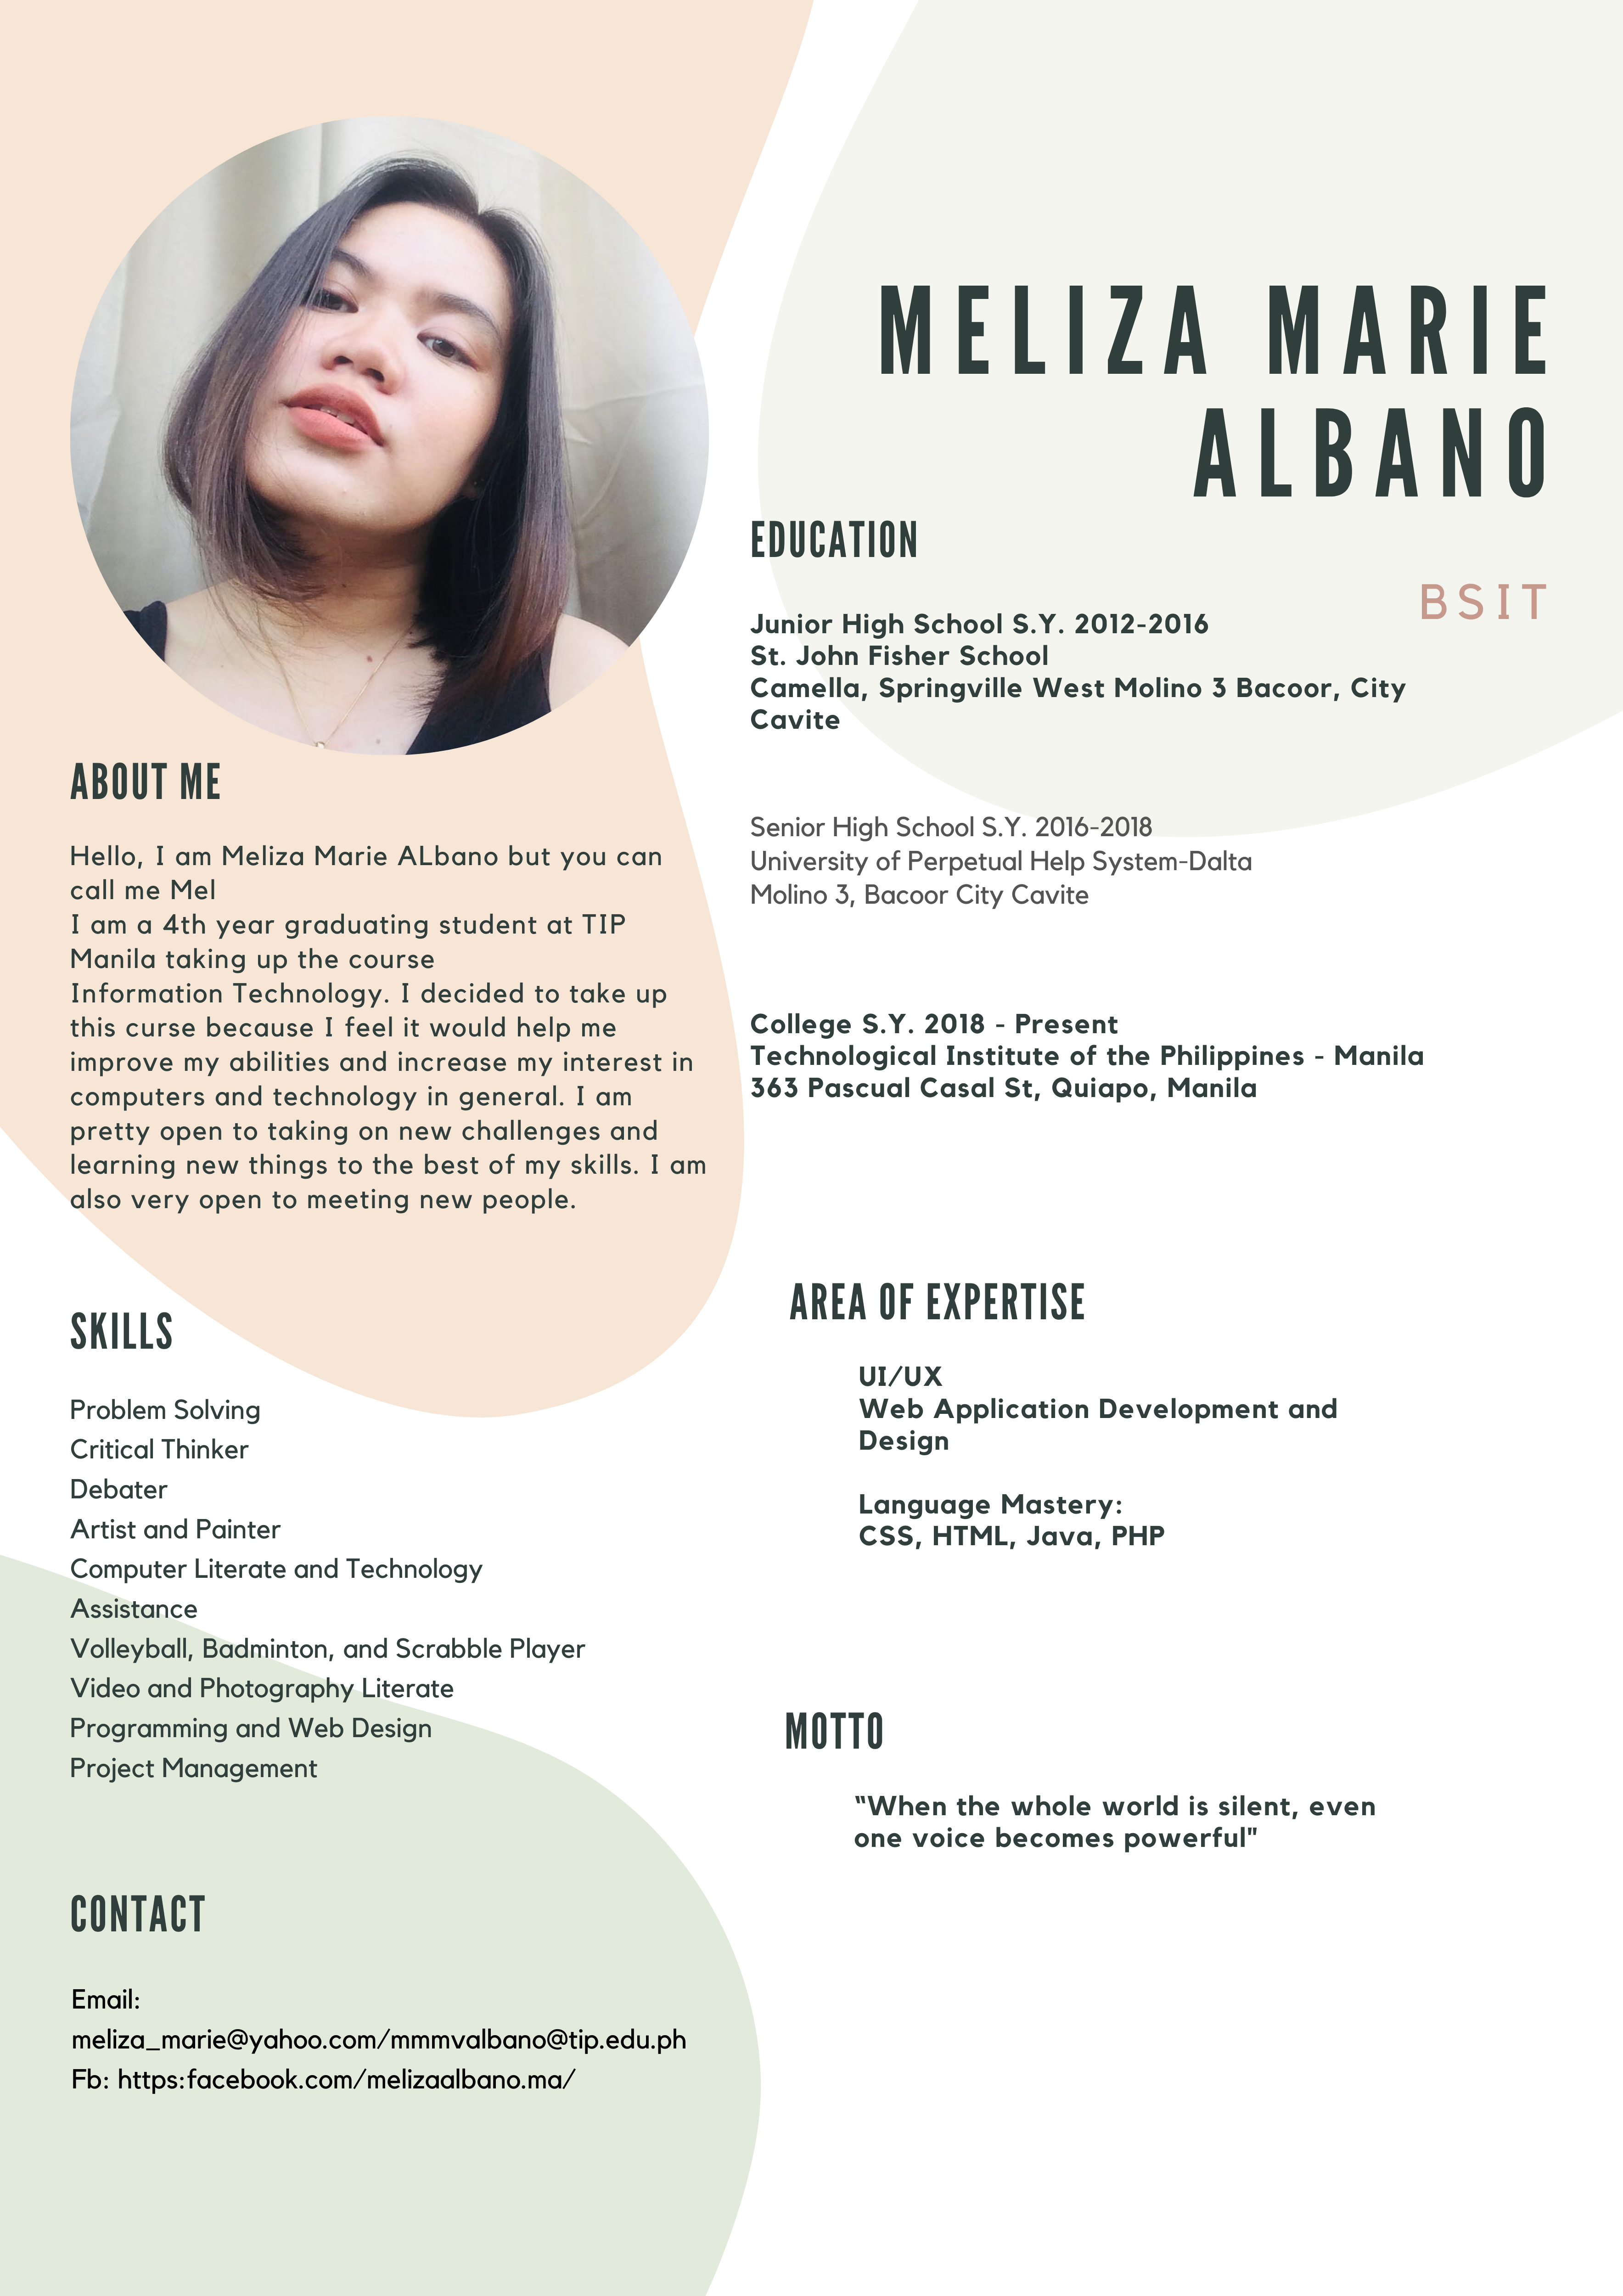 MELIZA MARIE
ALBANO
BSIT
ABOUT ME
Hello, I am Meliza Marie ALbano but you can
call me Mel
I am a 4th year graduating student at TIP
Manila taking up the course
Information Technology. I decided to take up
this curse because I feel it would help me
improve my abilities and increase my interest in
computers and technology in general. I am
pretty open to taking on new challenges and
learning new things to the best of my skills. I am
also very open to meeting new people.
SKILLS
Problem Solving
Critical Thinker
Debater
Artist and Painter
Computer Literate and Technology
Assistance
Volleyball, Badminton, and Scrabble Player
Video and Photography Literate
Programming and Web Design
Project Management
CONTACT
Email:
meliza_marie@yahoo.com/mmmvalbano@tip.edu.ph
Fb: https:facebook.com/melizaalbano.ma/
EDUCATION
Junior High School S.Y. 2012-2016
St. John Fisher School
Camella, Springville West Molino 3 Bacoor, City
Cavite
Senior High School S.Y. 2016-2018
University of Perpetual Help System-Dalta
Molino 3, Bacoor City Cavite
College S.Y. 2018 - Present
Technological Institute of the Philippines - Manila
363 Pascual Casal St, Quiapo, Manila
AREA OF EXPERTISE
UI/UX
Web Application Development and
Design
Language Mastery:
CSS, HTML, Java, PHP
MOTTO
“When the whole world is silent, even
one voice becomes powerful"